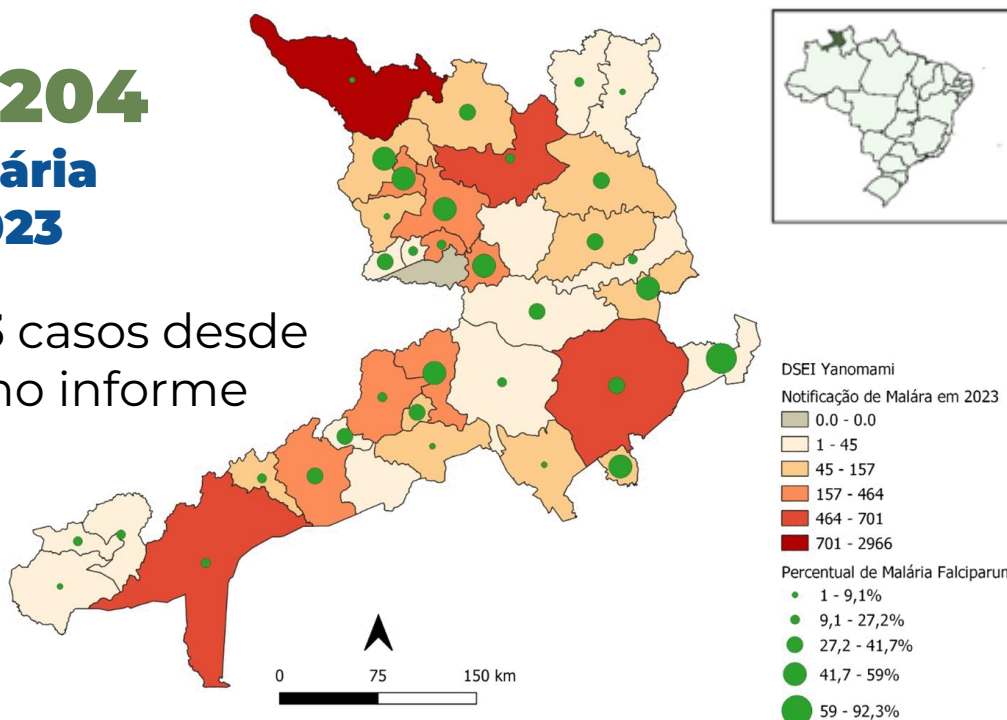 204
ária
023
3 casos desde
no informe
DSEI Yanomami
Notificação de Malára em 2023
0.0 - 0.0
1 - 45
45 - 157
157 - 464
464 - 701
701 - 2966
Percentual de Malária Falciparun
1 - 9,1%
9,1 - 27,2%
27,2 - 41,7%
41,7 - 59%
59 - 92,3%
0 75 150 km